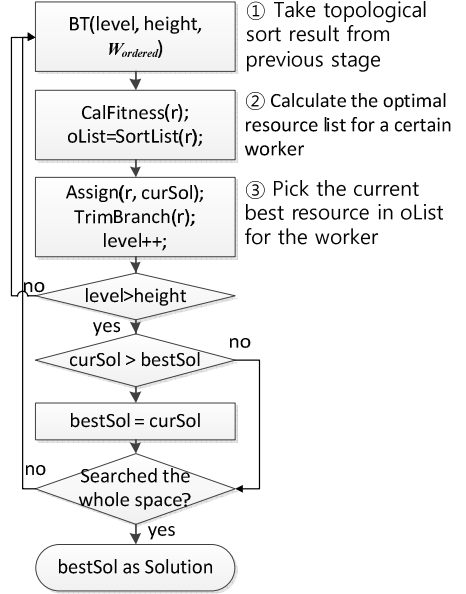 BT(level, height,
Wordered)
① Take topological
sort result from
previous stage
CalFitness(r);
oList=SortList(r);
② Calculate the optimal
resource list for a certain
worker
Assign(r, curSol);
TrimBranch(r);
level++;
③ Pick the current
best resource in oList
for the worker
no
level>height
yes
no
curSol > bestSol
bestSol = curSol
no
Searched the
whole space?
yes
bestSol as Solution